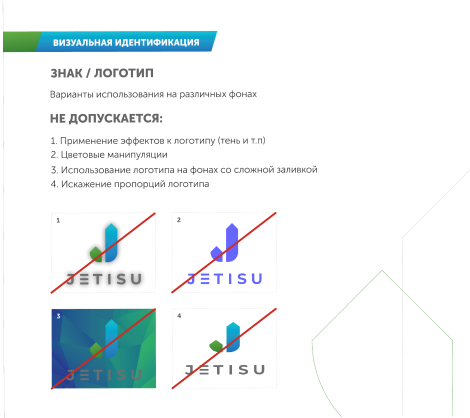 ВИЗУАЛЬНАЯ ИДЕНТИФИКАЦИЯ
ЗНАК / ЛОГОТИП
Варианты использования на различных фонах
НЕ ДОПУСКАЕТСЯ:
1. Применение эффектов к логотипу (тень и т.п)
2. Цветовые манипуляции
3. Использование логотипа на фонах со сложной заливкой
4. Искажение пропорций логотипа
1
JETISU
2
JETISU
3
JETISU
4
JETISU